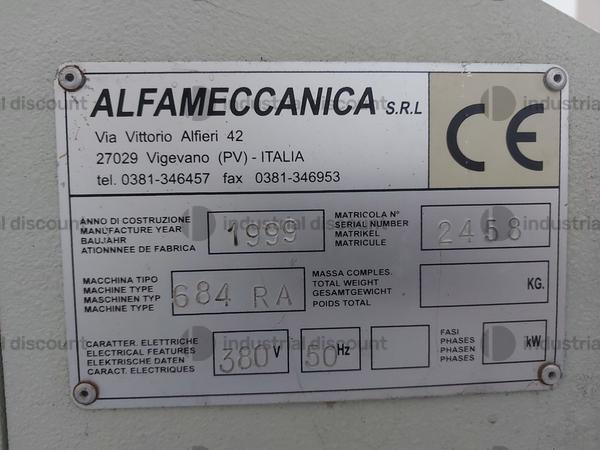 ALFAMECCANICA S.R.L
Via Vittorio Alfieri 42
27029 Vigevano (PV) - ITALIA
tel. 0381-346457 fax 0381-346953
CE
ANNO DI COSTRUZIONE
MANUFACTURE YEAR
BAUJAHR
ATIONNNEE DE FABRICA
1999
MATRICOLA N°
SERIAL NUMBER
MATRIKEL
MATRICULE
2458
MACCHINA TIPO
MACHINE TYPE
MASCHINEN TYP
MACHINE TYPE
684 RA
MASSA COMPLES.
TOTAL WEIGHT
GESAMTGEWICHT
POIDS TOTAL
KG.
CARATTER. ELETTRICHE
ELECTRICAL FEATURES
ELEKTRISCHE DATEN
CARACT. ELECTRIQUES
380 V
50 Hz
FASI
PHASES
PHASEN
PHASES
kW
industrial discount